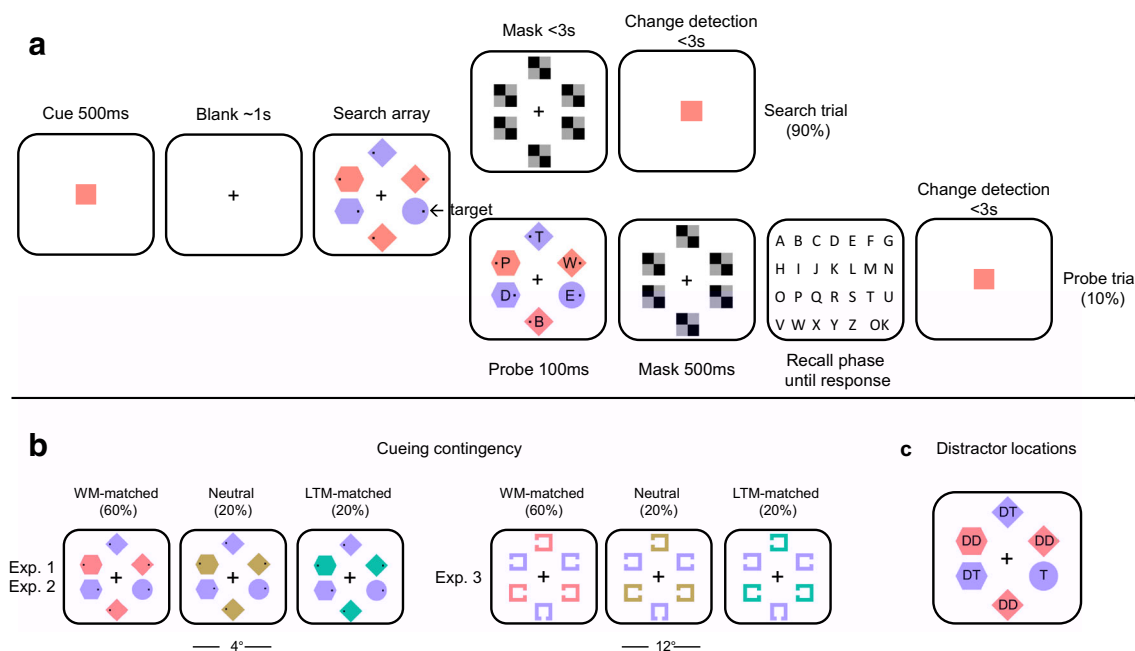 a
Mask <3s
Change detection
<3s
Cue 500ms
Blank ~1s
Search array
Search trial
(90%)
target
Change detection
<3s
T
P
W
D
E
B
A B C D E F G
H I J K L M N
O P Q R S T U
V W X Y Z OK
Probe trial
(10%)
Probe 100ms
Mask 500ms
Recall phase
until response
b
Cueing contingency
c
Distractor locations
WM-matched
(60%)
Neutral
(20%)
LTM-matched
(20%)
WM-matched
(60%)
Neutral
(20%)
LTM-matched
(20%)
Exp. 1
Exp. 2
Exp. 3
DT
DD
DD
DT
T
DD
4°
12°